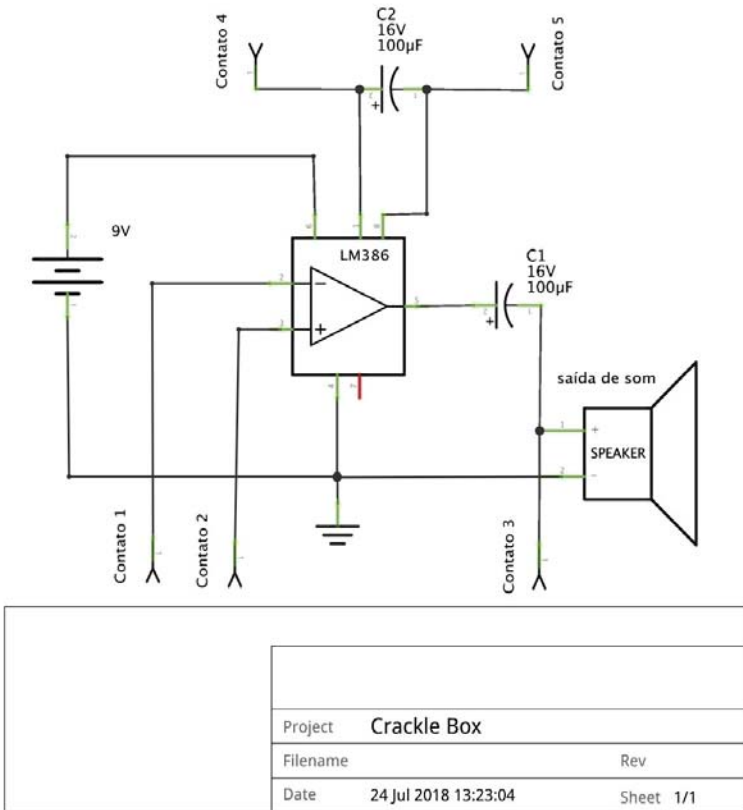 C2
16V
100µF
Contato 4
Contato 5
9V
LM386
C1
16V
100µF
saída de som
SPEAKER
+
-
Contato 1
Contato 2
Contato 3
Project Crackle Box
Filename Rev
Date 24 Jul 2018 13:23:04 Sheet 1/1